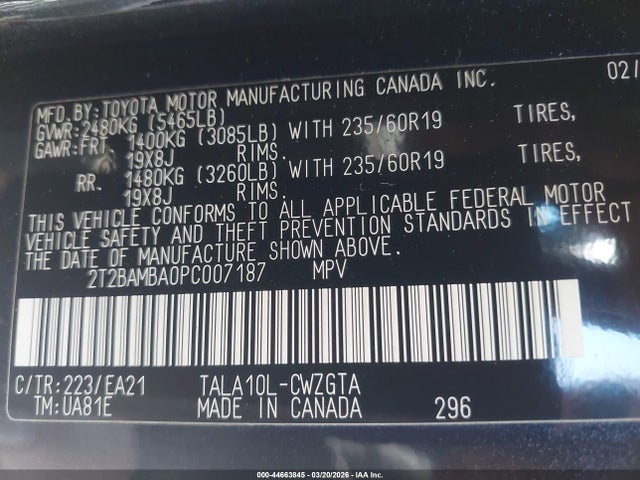 MFD.BY:TOYOTA MOTOR MANUFACTURING CANADA INC. 02/
GVWR:2480KG (5465LB)
GAWR:FRT. 1400KG (3085LB) WITH 235/60R19 TIRES,
19X8J RIMS.
RR. 1480KG (3260LB) WITH 235/60R19 TIRES,
19X8J RIMS.
THIS VEHICLE CONFORMS TO ALL APPLICABLE FEDERAL MOTOR
VEHICLE SAFETY AND THEFT PREVENTION STANDARDS IN EFFECT
THE DATE OF MANUFACTURE SHOWN ABOVE.
2T2BAMBA0PC007187 MPV
C/TR:223/EA21 TALA10L-CWZGTA
TM:UA81E MADE IN CANADA 296
000-44663845 - 03/20/2026 - IAA Inc.